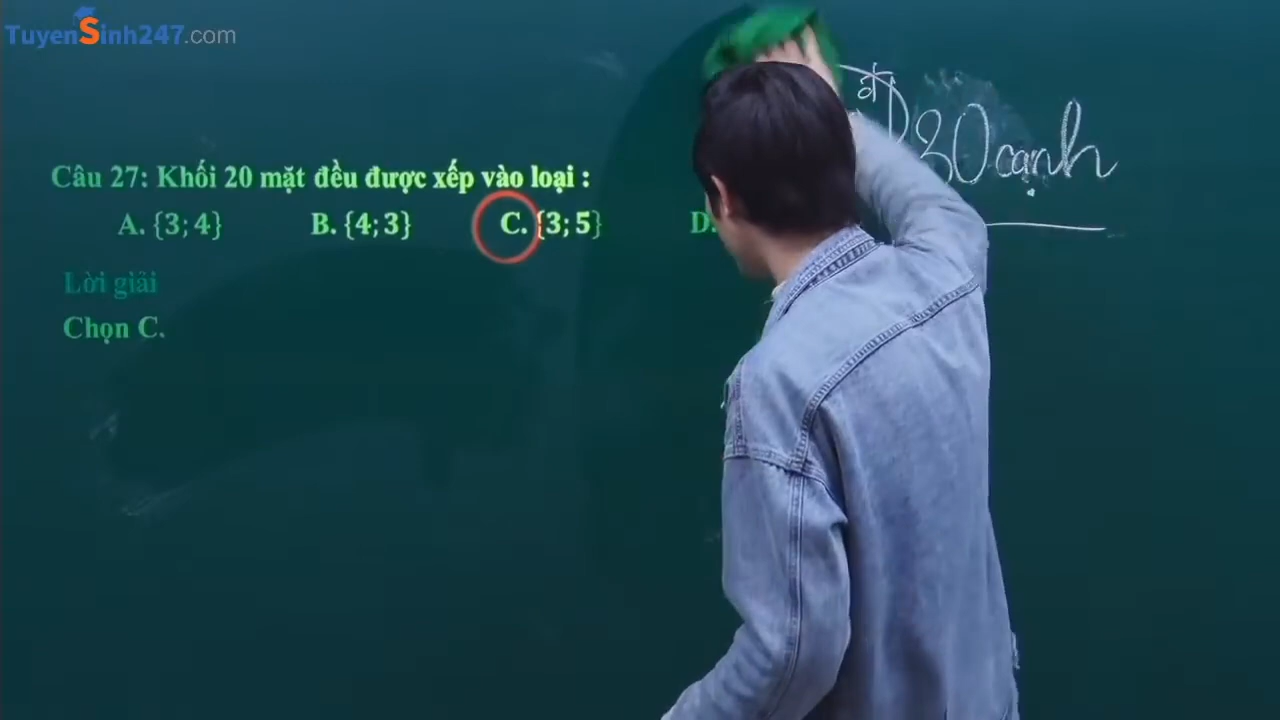 TuyenSinh247.com
30 cạnh
Câu 27: Khối 20 mặt đều được xếp vào loại :
A. {3; 4} B. {4; 3} C. {3; 5} D.
Lời giải
Chọn C.